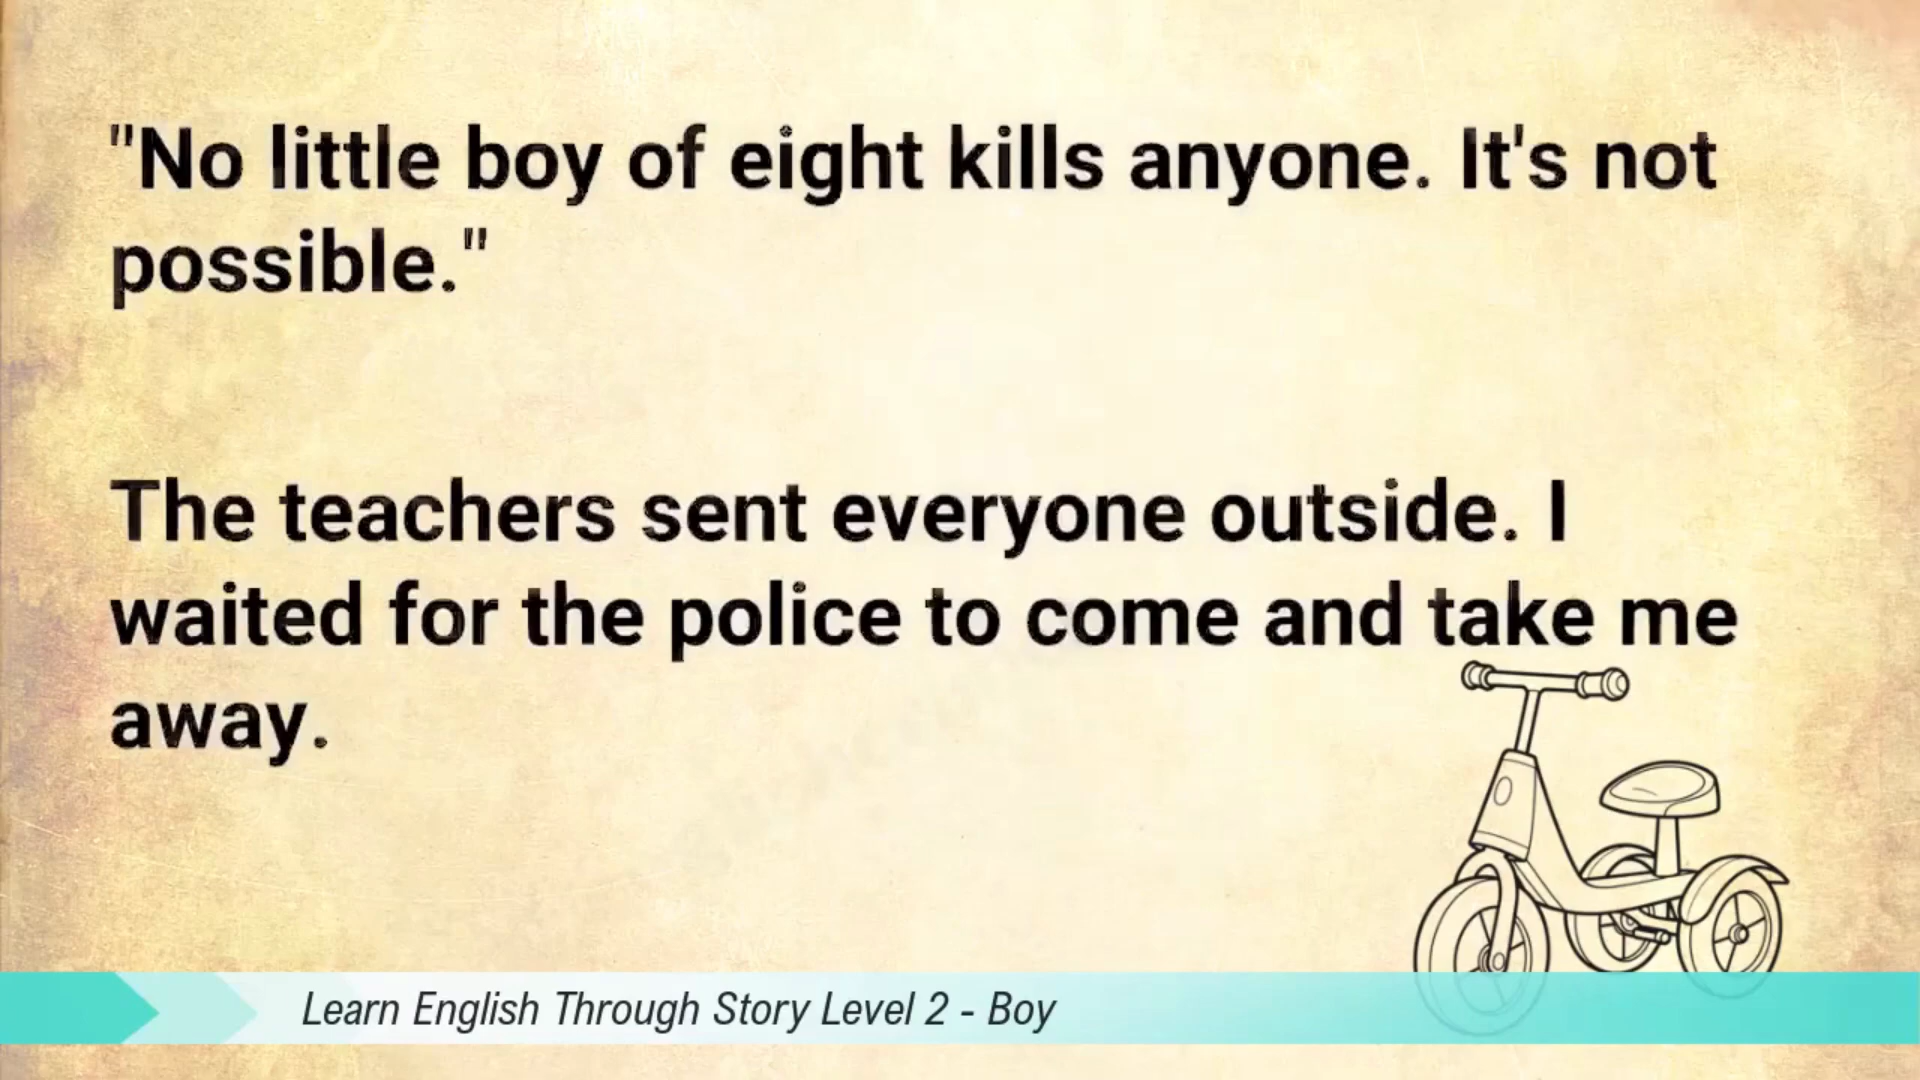 "No little boy of eight kills anyone. It's not
possible."
The teachers sent everyone outside. I
waited for the police to come and take me
away.
Learn English Through Story Level 2 - Boy